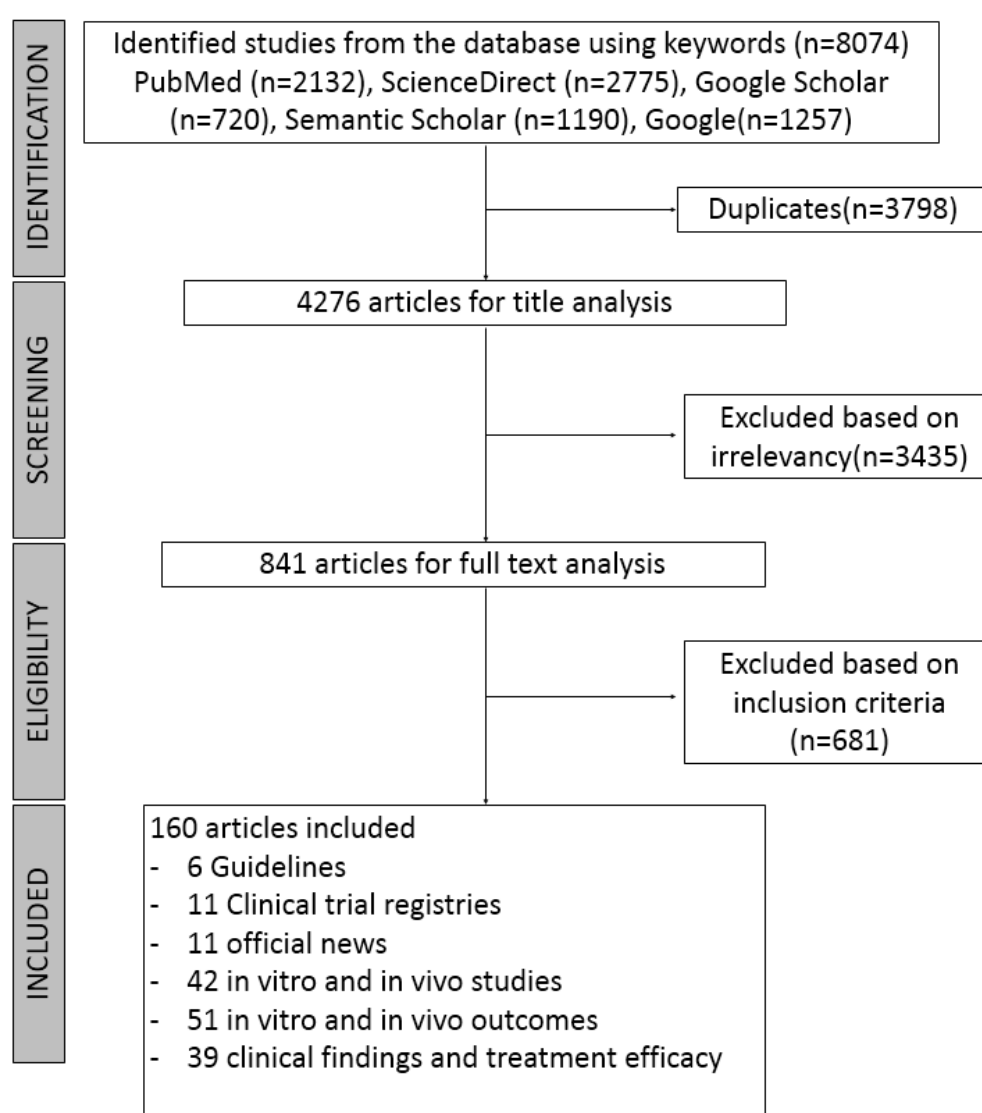 IDENTIFICATION
Identified studies from the database using keywords (n=8074)
PubMed (n=2132), ScienceDirect (n=2775), Google Scholar
(n=720), Semantic Scholar (n=1190), Google(n=1257)
Duplicates(n=3798)
SCREENING
4276 articles for title analysis
Excluded based on
irrelevancy(n=3435)
ELIGIBILITY
841 articles for full text analysis
Excluded based on
inclusion criteria
(n=681)
INCLUDED
160 articles included
- 6 Guidelines
- 11 Clinical trial registries
- 11 official news
- 42 in vitro and in vivo studies
- 51 in vitro and in vivo outcomes
- 39 clinical findings and treatment efficacy